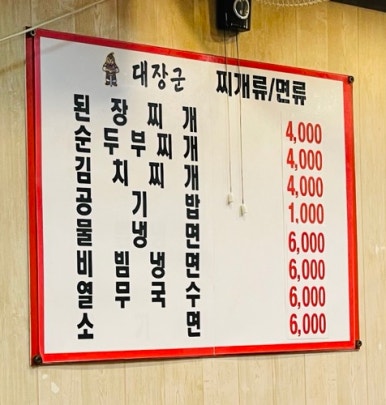 대장군 찌개류/면류
된 장 찌 개 4,000
순 두 부 찌 개 4,000
김 치 찌 개 4,000
공 기 밥 1,000
물 냉 면 6,000
비 빔 냉 면 6,000
열 무 국 수 6,000
소 면 6,000